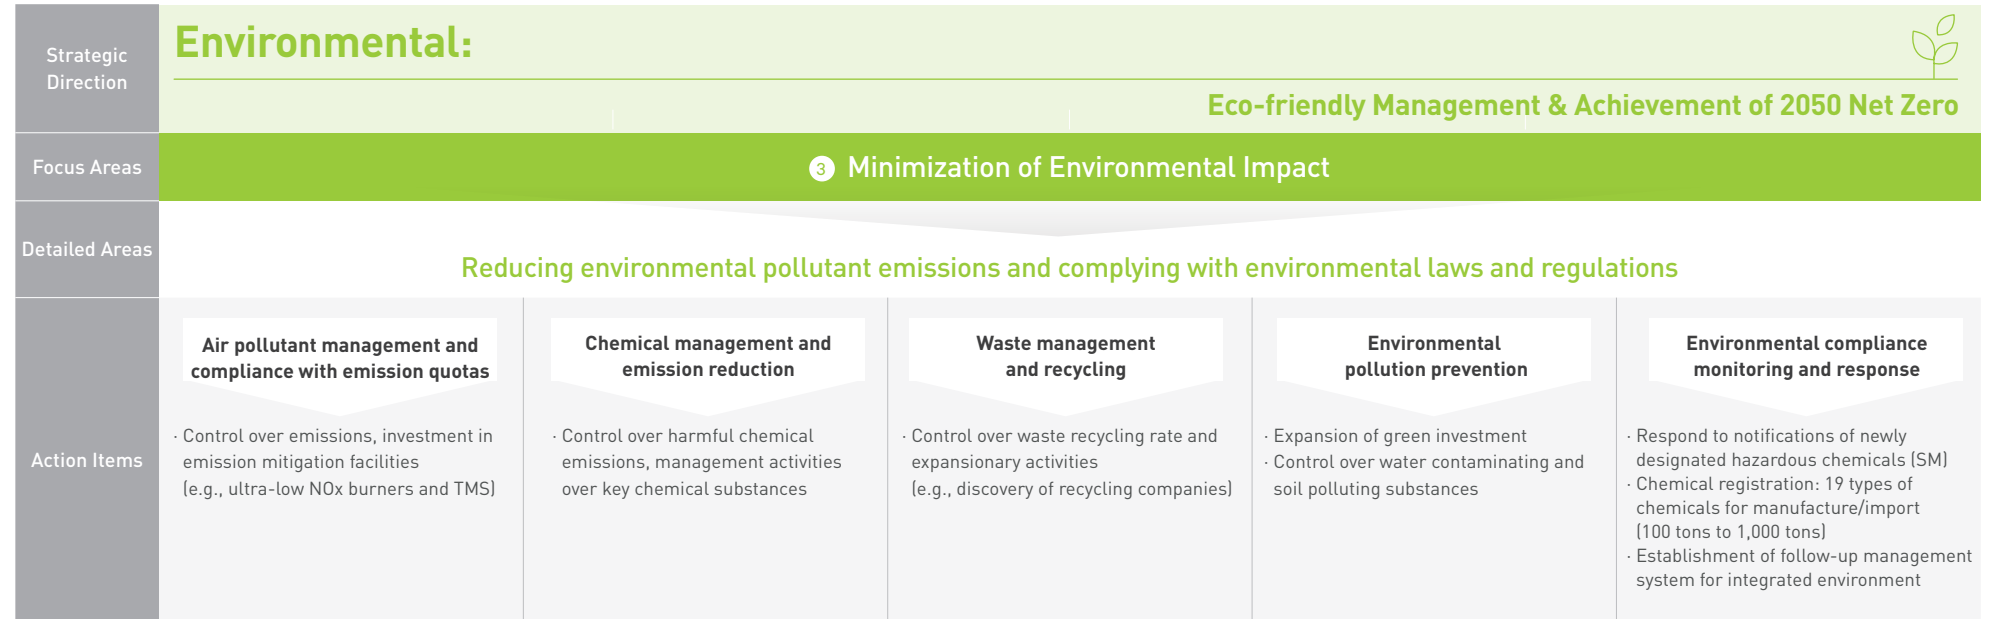 Strategic
Direction
Environmental:
Eco-friendly Management & Achievement of 2050 Net Zero
Focus Areas
3 Minimization of Environmental Impact
Detailed Areas
Reducing environmental pollutant emissions and complying with environmental laws and regulations
Action Items
Air pollutant management and
compliance with emission quotas
· Control over emissions, investment in
emission mitigation facilities
(e.g., ultra-low NOx burners and TMS)
Chemical management and
emission reduction
· Control over harmful chemical
emissions, management activities
over key chemical substances
Waste management
and recycling
· Control over waste recycling rate and
expansionary activities
(e.g., discovery of recycling companies)
Environmental
pollution prevention
· Expansion of green investment
· Control over water contaminating and
soil polluting substances
Environmental compliance
monitoring and response
· Respond to notifications of newly
designated hazardous chemicals (SM)
· Chemical registration: 19 types of
chemicals for manufacture/import
(100 tons to 1,000 tons)
· Establishment of follow-up management
system for integrated environment